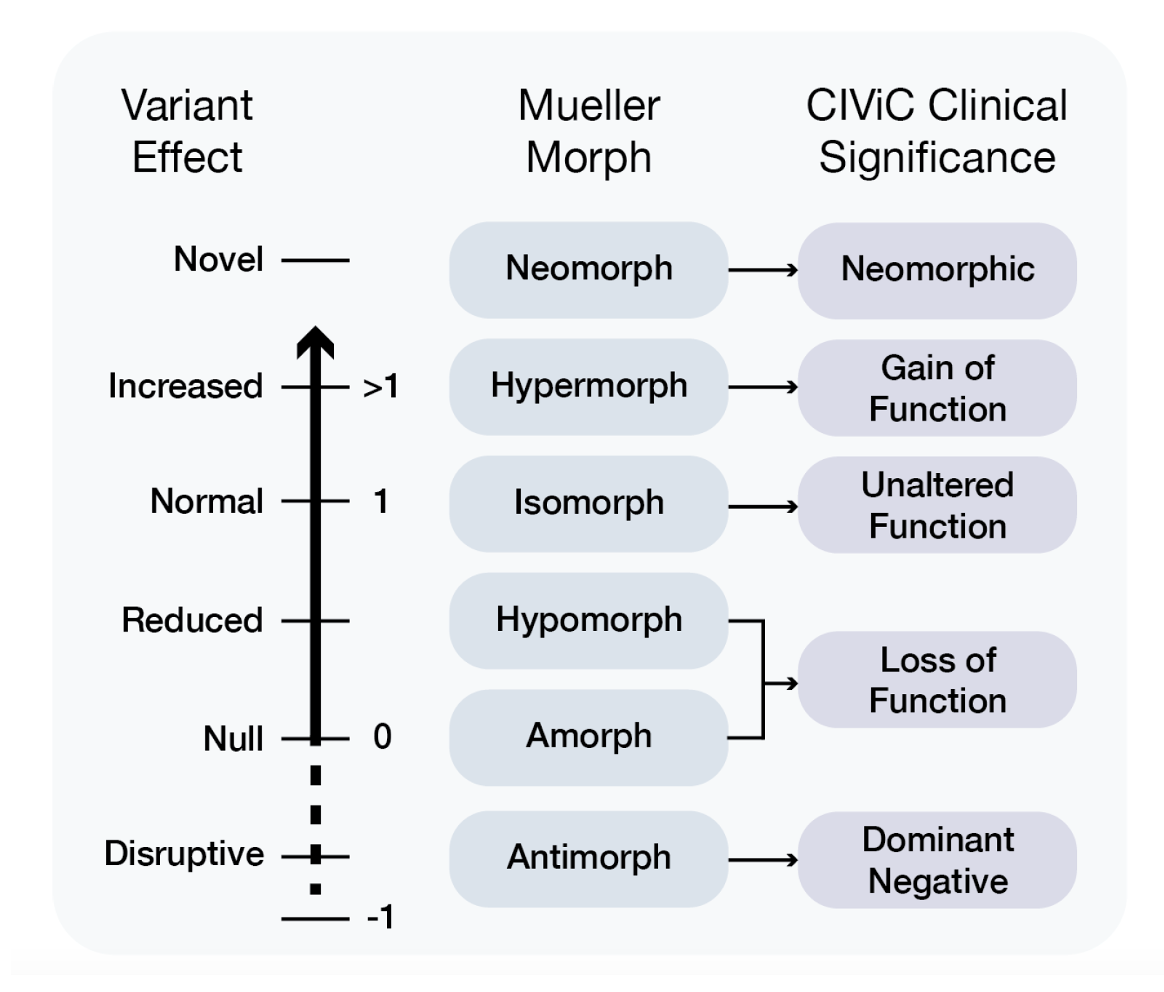 Variant
Effect
Mueller
Morph
CIViC Clinical
Significance
Novel
Neomorph
Neomorphic
Increased
>1
Hypermorph
Gain of
Function
Normal
1
Isomorph
Unaltered
Function
Reduced
Hypomorph
Loss of
Function
Null
0
Amorph
Disruptive
Antimorph
Dominant
Negative
-1